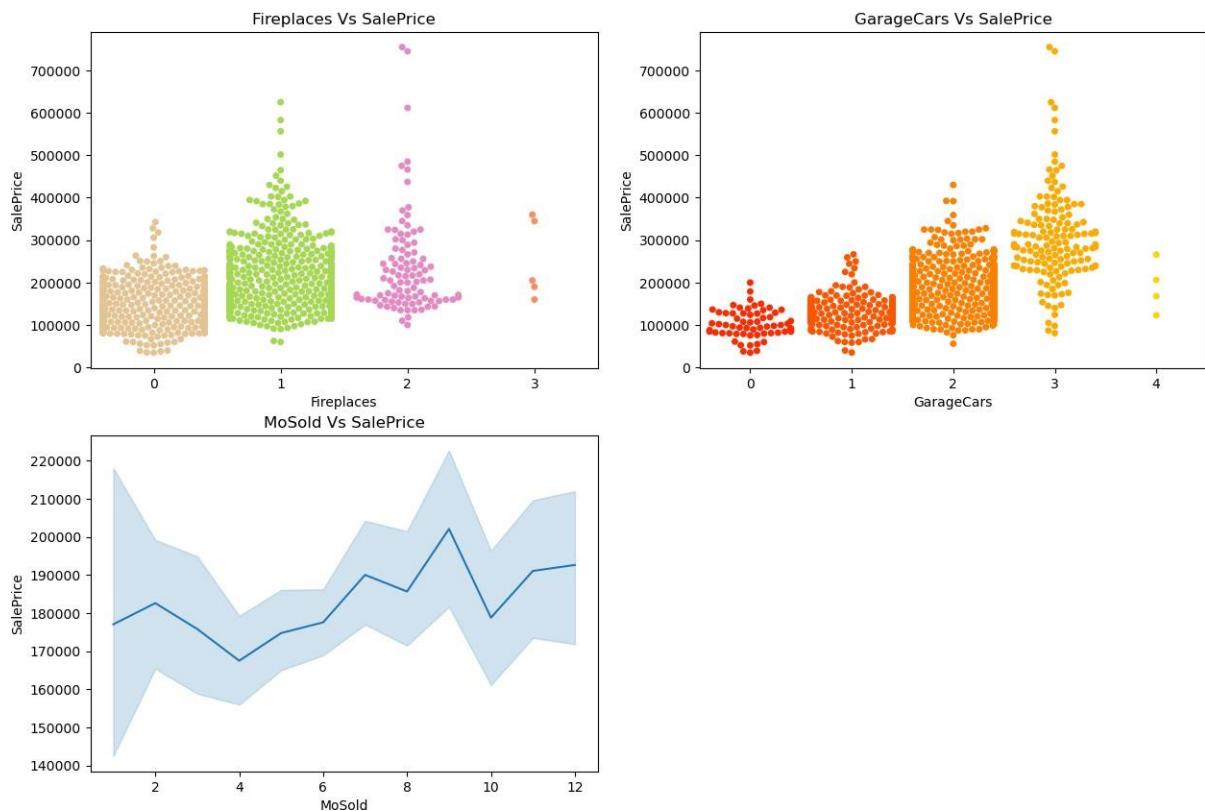 Fireplaces Vs SalePrice
700000
600000
500000
400000
300000
200000
100000
0
SalePrice
0 1 2 3
Fireplaces
GarageCars Vs SalePrice
700000
600000
500000
400000
300000
200000
100000
0
SalePrice
0 1 2 3 4
GarageCars
MoSold Vs SalePrice
220000
210000
200000
190000
180000
170000
160000
150000
140000
SalePrice
2 4 6 8 10 12
MoSold